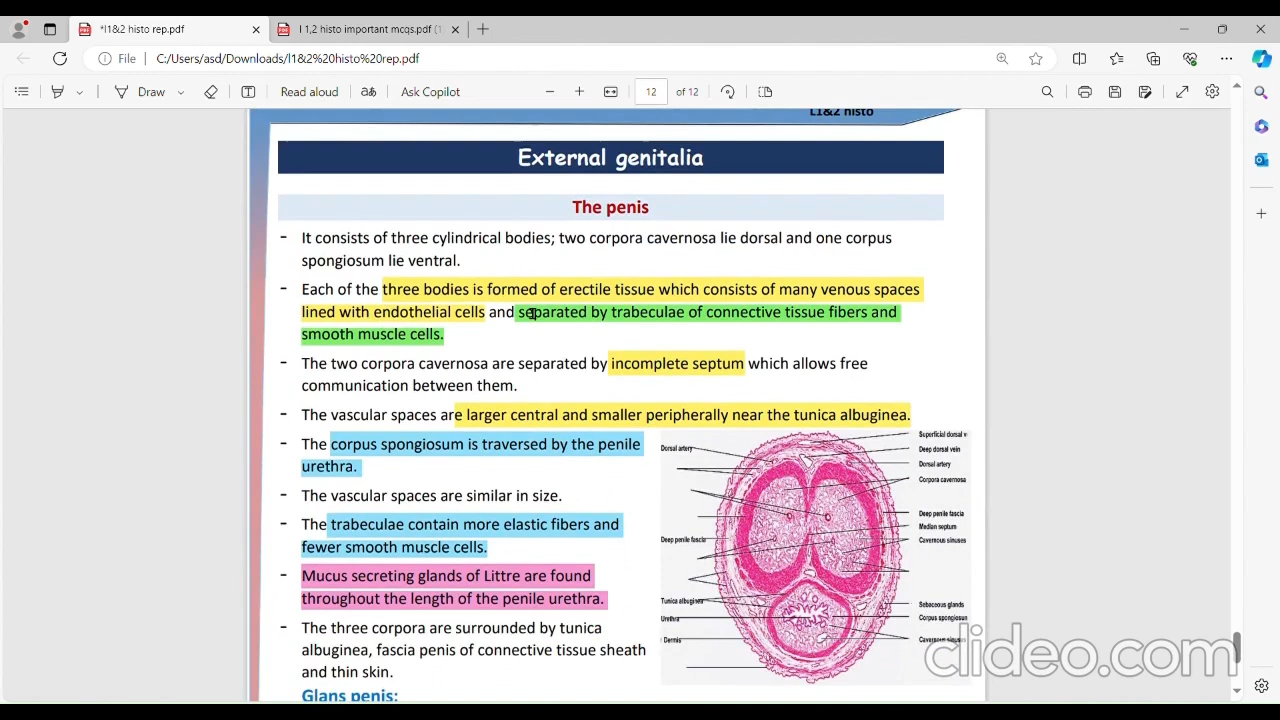 *l1&2 histo rep.pdf
l 1,2 histo important mcqs.pdf (1
File
C:/Users/asd/Downloads/l1&2%20histo%20rep.pdf
Draw
Read aloud
Ask Copilot
12
of 12
L1&2 histo
External genitalia
The penis
- It consists of three cylindrical bodies; two corpora cavernosa lie dorsal and one corpus
spongiosum lie ventral.
- Each of the three bodies is formed of erectile tissue which consists of many venous spaces
lined with endothelial cells and separated by trabeculae of connective tissue fibers and
smooth muscle cells.
- The two corpora cavernosa are separated by incomplete septum which allows free
communication between them.
- The vascular spaces are larger central and smaller peripherally near the tunica albuginea.
- The corpus spongiosum is traversed by the penile
urethra.
- The vascular spaces are similar in size.
- The trabeculae contain more elastic fibers and
fewer smooth muscle cells.
- Mucus secreting glands of Littre are found
throughout the length of the penile urethra.
- The three corpora are surrounded by tunica
albuginea, fascia penis of connective tissue sheath
and thin skin.
Glans penis:
Dorsal artery
Deep penile fascia
Tunica albuginea
Urethra
Dermis
Superficial dorsal v
Deep dorsal vein
Dorsal artery
Corpora cavernosa
Deep penile fascia
Median septum
Cavernous sinuses
Sebaceous glands
Corpus spongiosun
Cavernous sinuses
clideo.com